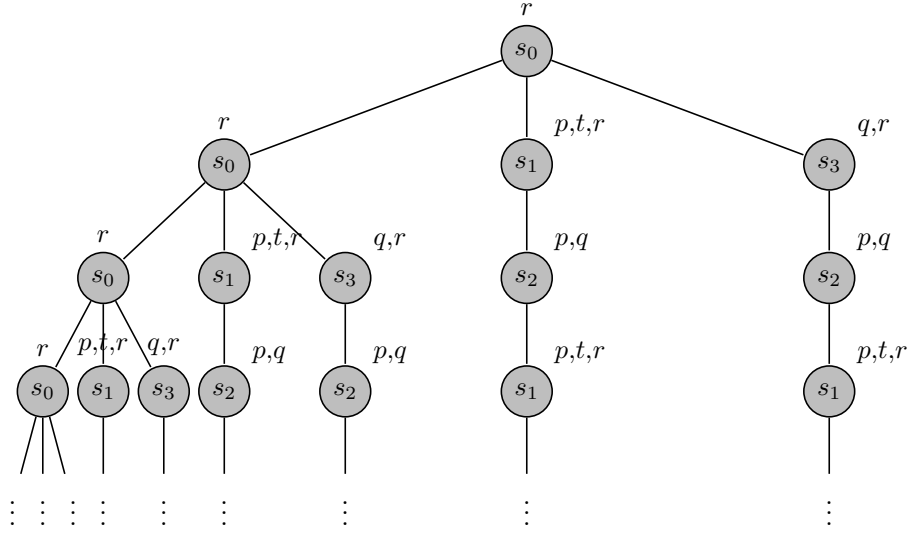 r
s₀
r
p,t,r
q,r
s₀
s₁
s₃
r
p,t,r
q,r
p,q
p,q
s₀
s₁
s₃
s₂
s₂
r
p,t,r
q,r
p,q
p,q
p,t,r
p,t,r
s₀
s₁
s₃
s₂
s₂
s₁
s₁
⋮ ⋮ ⋮ ⋮ ⋮ ⋮ ⋮ ⋮ ⋮